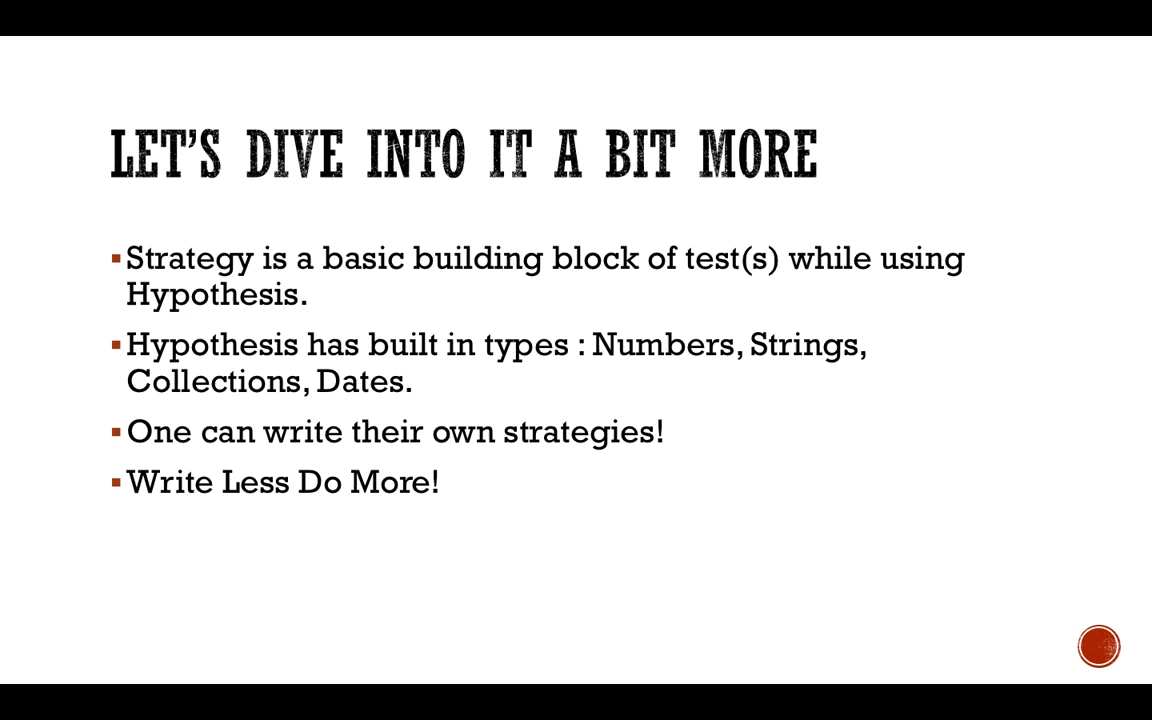 LET'S DIVE INTO IT A BIT MORE
▪Strategy is a basic building block of test(s) while using
Hypothesis.
▪Hypothesis has built in types : Numbers, Strings,
Collections, Dates.
▪One can write their own strategies!
▪Write Less Do More!